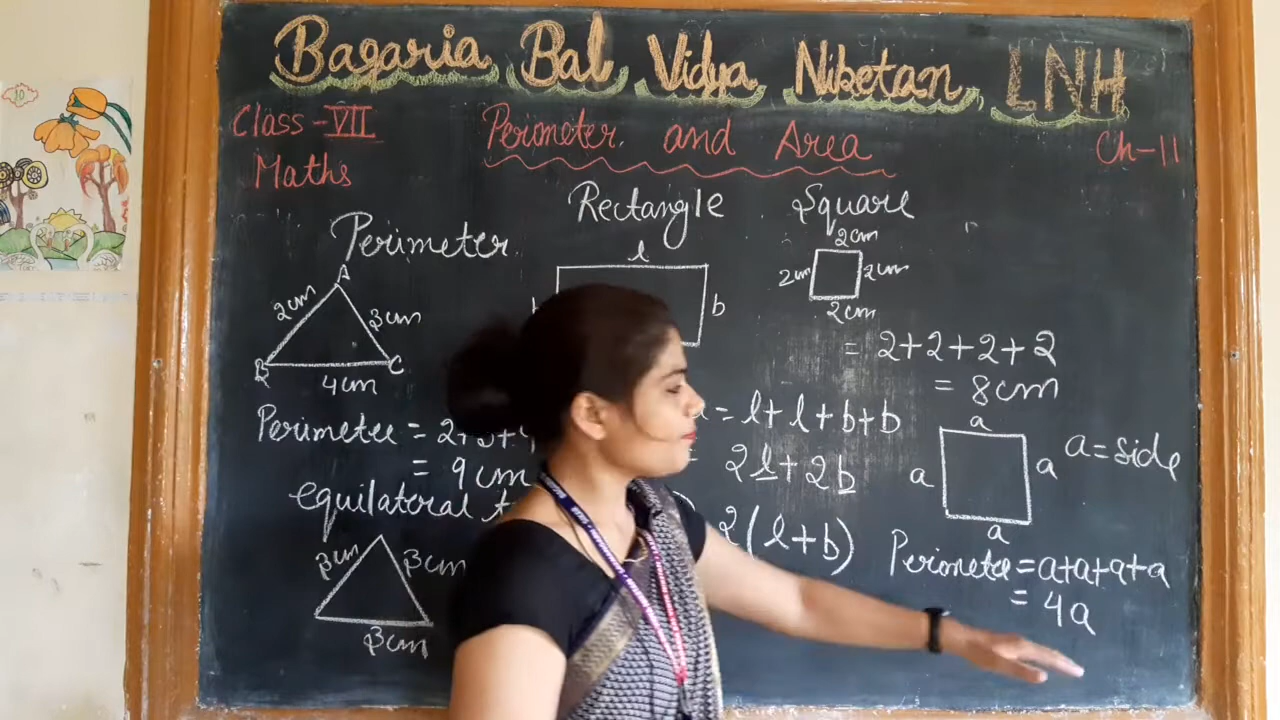 Bagaria Bal Vidya Niketan LNH
Class-VII
Maths
Perimeter and Area
Ch-11
Perimeter
A
2cm
3cm
B
C
4cm
Perimeter = 2+3+4
= 9cm
equilateral
3cm
3cm
3cm
Rectangle
l
b
= l+l+b+b
2l+2b
2(l+b)
Square
2cm
2cm
2cm
2cm
= 2+2+2+2
= 8cm
a
a
a
a
a=side
Perimeter = a+a+a+a
= 4a
10